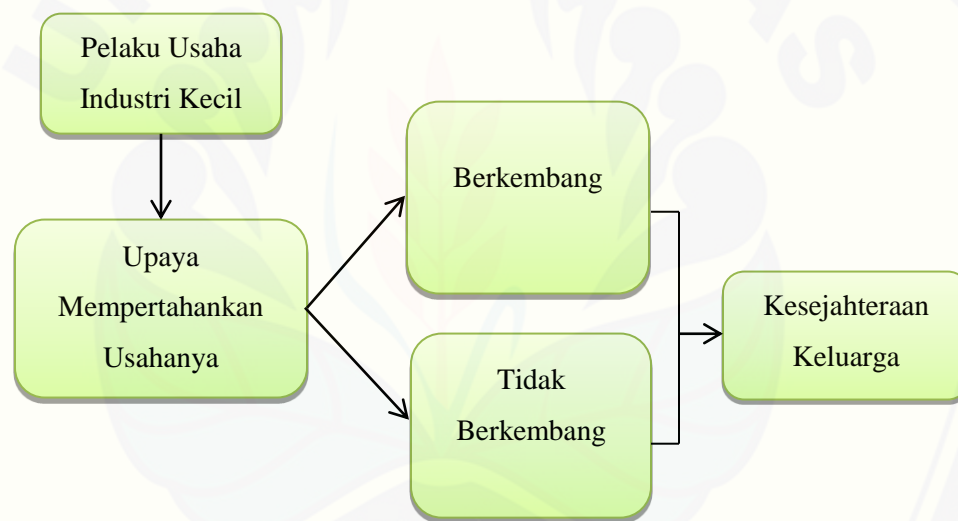 Pelaku Usaha
Industri Kecil
Upaya
Mempertahankan
Usahanya
Berkembang
Tidak
Berkembang
Kesejahteraan
Keluarga